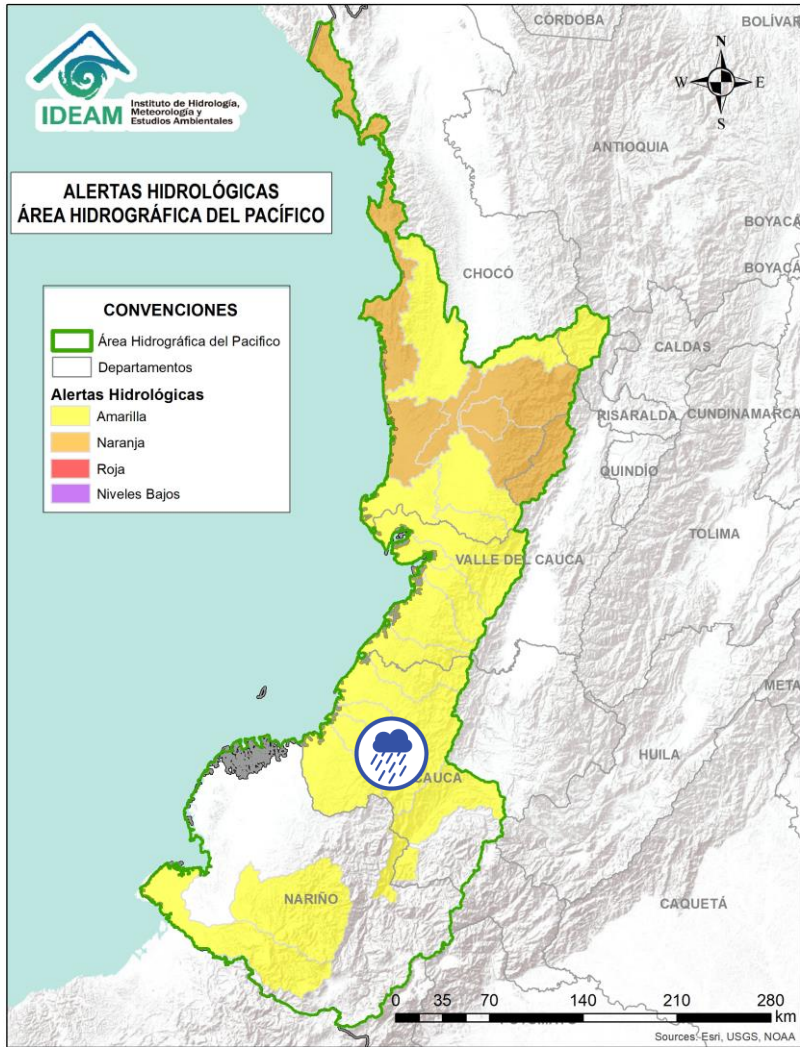 CÓRDOBA
BOLÍVAR
IDEAM
Instituto de Hidrología,
Meteorología y
Estudios Ambientales
N
W
E
S
ANTIOQUIA
ALERTAS HIDROLÓGICAS
ÁREA HIDROGRÁFICA DEL PACÍFICO
BOYACÁ
BOYACÁ
CHOCÓ
CONVENCIONES
Área Hidrográfica del Pacifico
Departamentos
Alertas Hidrológicas
Amarilla
Naranja
Roja
Niveles Bajos
CALDAS
RISARALDA
CUNDINAMARCA
QUINDÍO
TOLIMA
VALLE DEL CAUCA
META
HUILA
CAUCA
NARIÑO
CAQUETÁ
0 35 70 140 210 280
km
Sources: Esri, USGS, NOAA